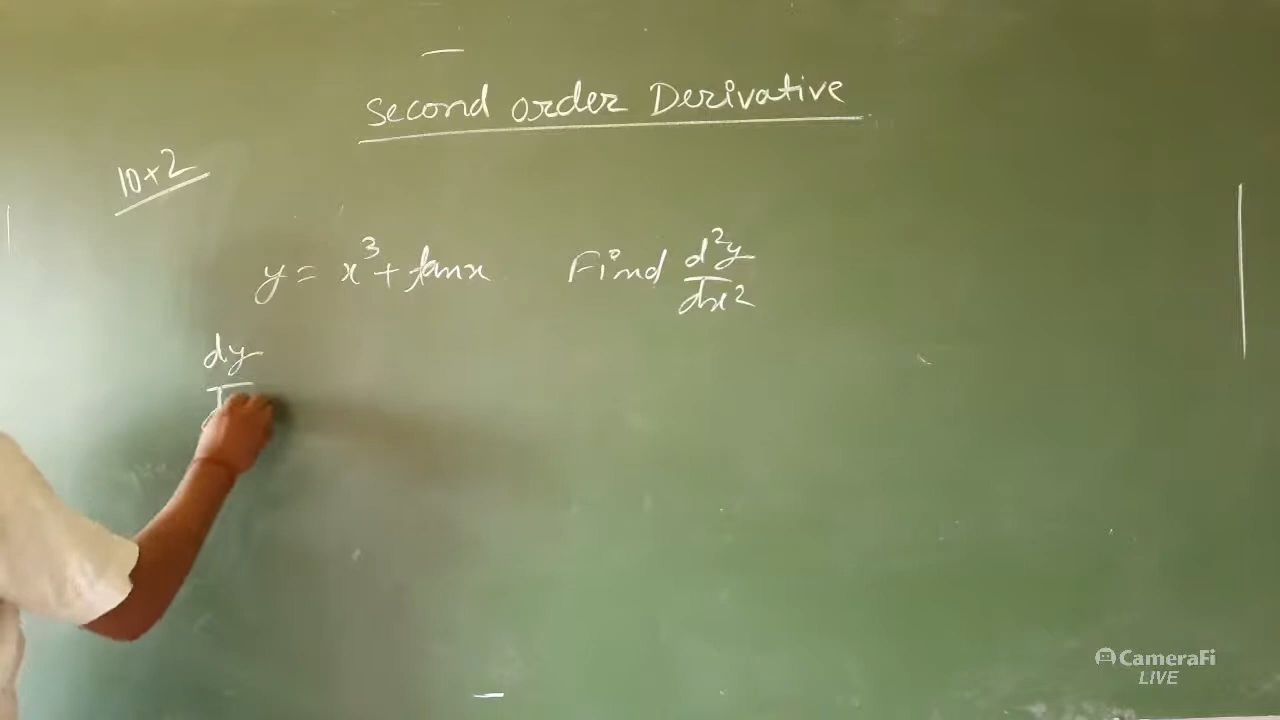 Second order Derivative
10+2
y = x³ + tanx Find d²y/dx²
dy
CameraFi
LIVE